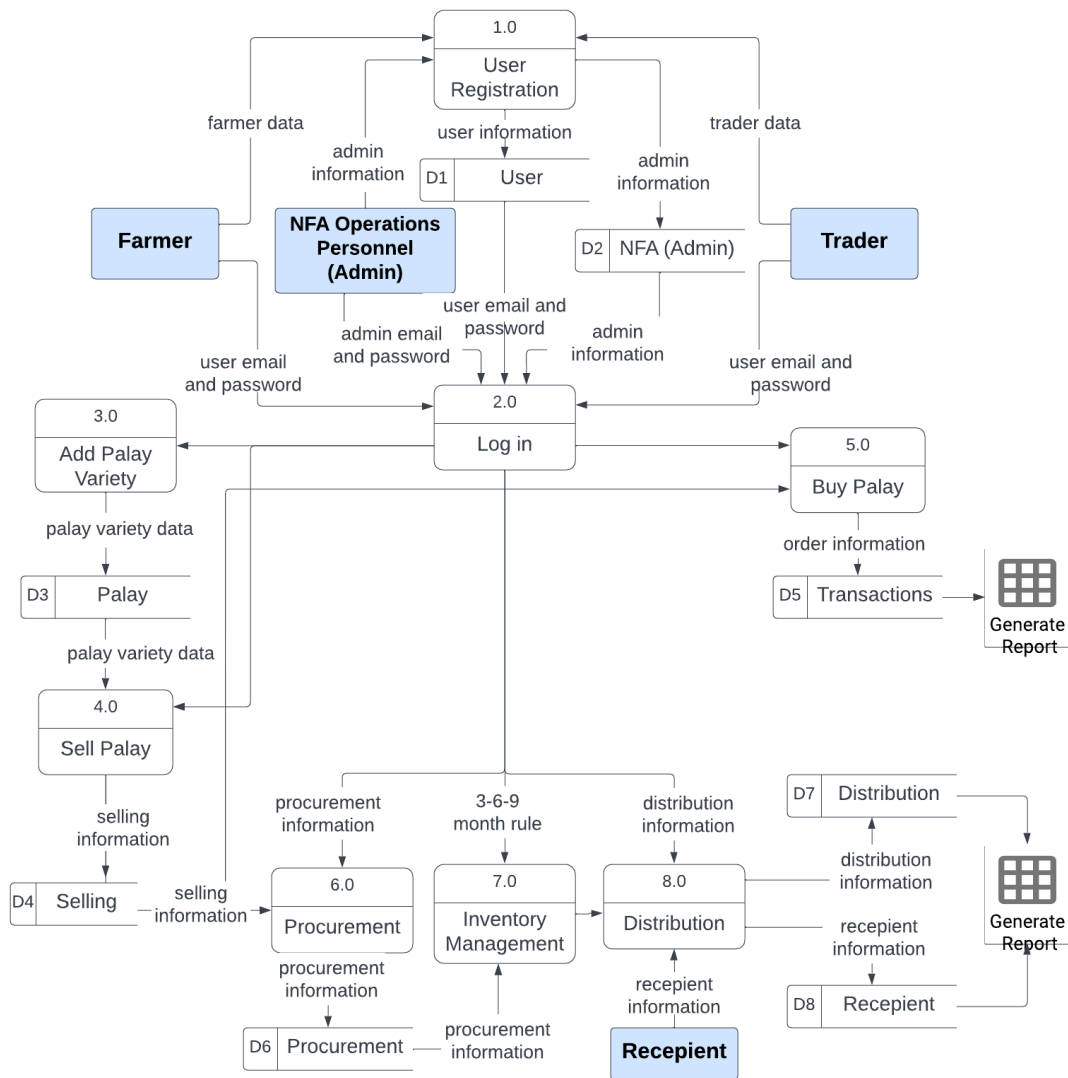 1.0
User
Registration
farmer data
user information
trader data
admin
information
admin
information
D1
User
Farmer
NFA Operations
Personnel
(Admin)
D2
NFA (Admin)
Trader
user email and
password
admin email
and password
admin
information
user email
and password
user email and
password
2.0
Log in
3.0
Add Palay
Variety
5.0
Buy Palay
palay variety data
order information
D3
Palay
D5
Transactions
Generate
Report
palay variety data
4.0
Sell Palay
selling
information
procurement
information
3-6-9
month rule
distribution
information
D7
Distribution
D4
Selling
selling
information
6.0
Procurement
7.0
Inventory
Management
8.0
Distribution
distribution
information
recepient
information
Generate
Report
procurement
information
recepient
information
D8
Recepient
D6
Procurement
procurement
information
Recepient